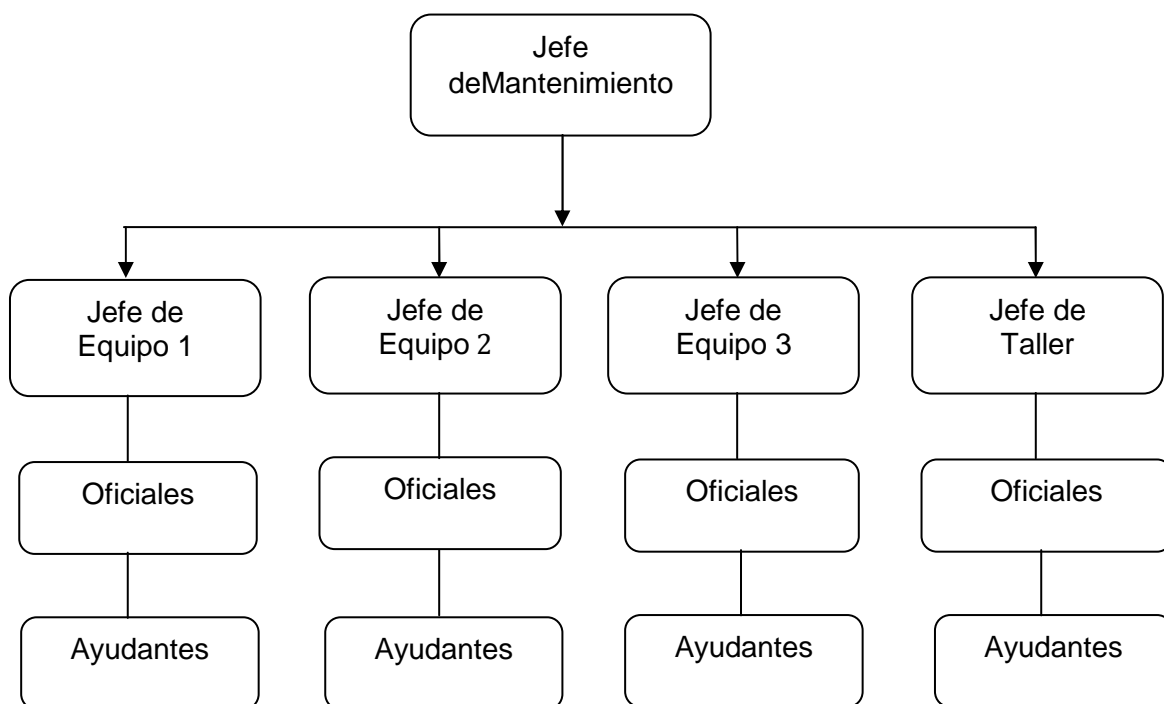 Jefe
deMantenimiento
Jefe de
Equipo 1
Jefe de
Equipo 2
Jefe de
Equipo 3
Jefe de
Taller
Oficiales
Oficiales
Oficiales
Oficiales
Ayudantes
Ayudantes
Ayudantes
Ayudantes